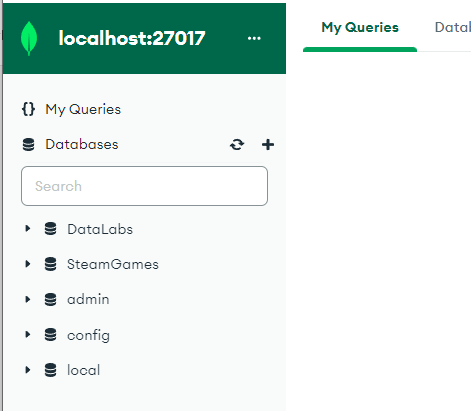 localhost:27017
My Queries
Databases
Search
DataLabs
SteamGames
admin
config
local
My Queries